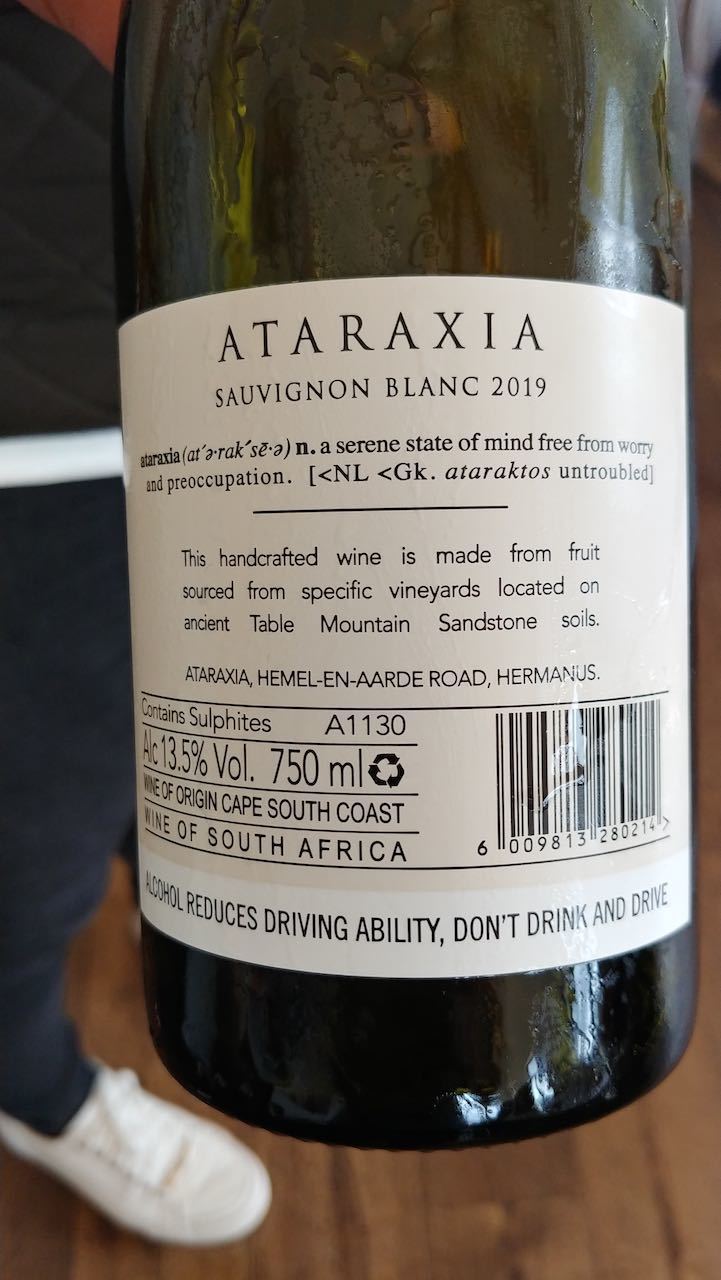 ATARAXIA
SAUVIGNON BLANC 2019
ataraxia (at´ə·rak´sē·ə) n. a serene state of mind free from worry
and preoccupation. [<NL <Gk. ataraktos untroubled]
This handcrafted wine is made from fruit
sourced from specific vineyards located on
ancient Table Mountain Sandstone soils.
ATARAXIA, HEMEL-EN-AARDE ROAD, HERMANUS.
Contains Sulphites A1130
Alc 13.5% Vol. 750 ml
WINE OF ORIGIN CAPE SOUTH COAST
WINE OF SOUTH AFRICA
6 009813 280214 >
ALCOHOL REDUCES DRIVING ABILITY, DON'T DRINK AND DRIVE